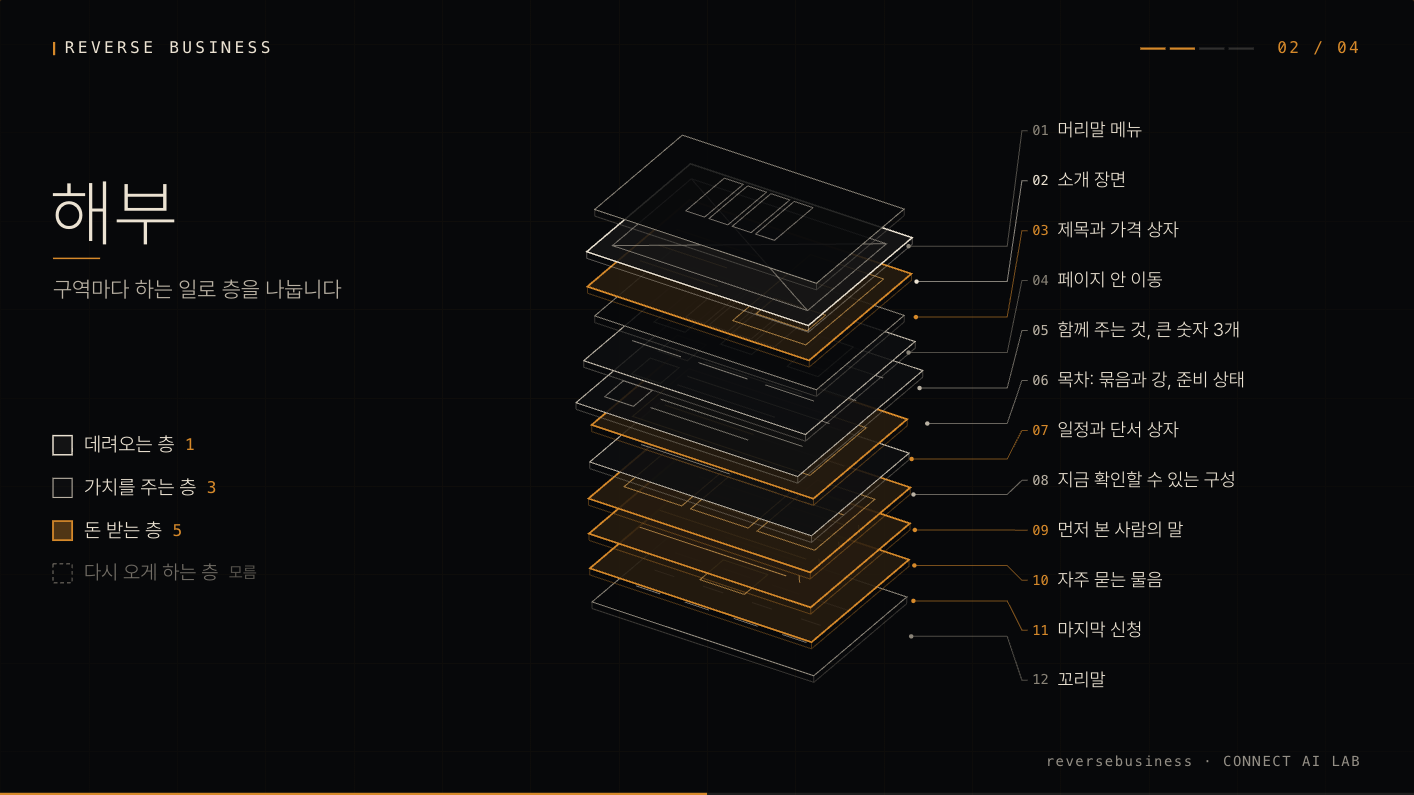 REVERSE BUSINESS
02 / 04
해부
구역마다 하는 일로 층을 나눕니다
데려오는 층 1
가치를 주는 층 3
돈 받는 층 5
다시 오게 하는 층 모름
01 머리말 메뉴
02 소개 장면
03 제목과 가격 상자
04 페이지 안 이동
05 함께 주는 것, 큰 숫자 3개
06 목차: 묶음과 강, 준비 상태
07 일정과 단서 상자
08 지금 확인할 수 있는 구성
09 먼저 본 사람의 말
10 자주 묻는 물음
11 마지막 신청
12 꼬리말
reversebusiness · CONNECT AI LAB